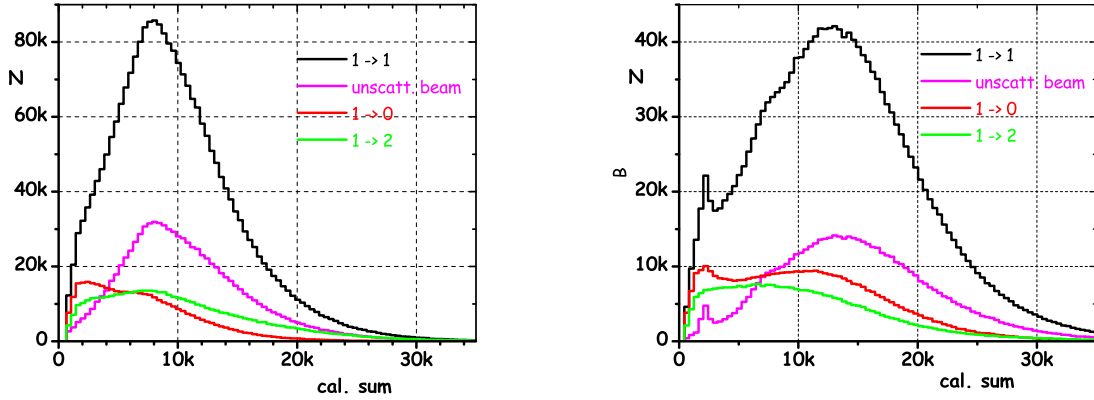 80k
N
60k
40k
20k
0
0
10k
20k
30k
cal. sum
1 -> 1
unscatt. beam
1 -> 0
1 -> 2
40k
N
30k
B
20k
10k
0
0
10k
20k
30k
cal. sum
1 -> 1
unscatt. beam
1 -> 0
1 -> 2